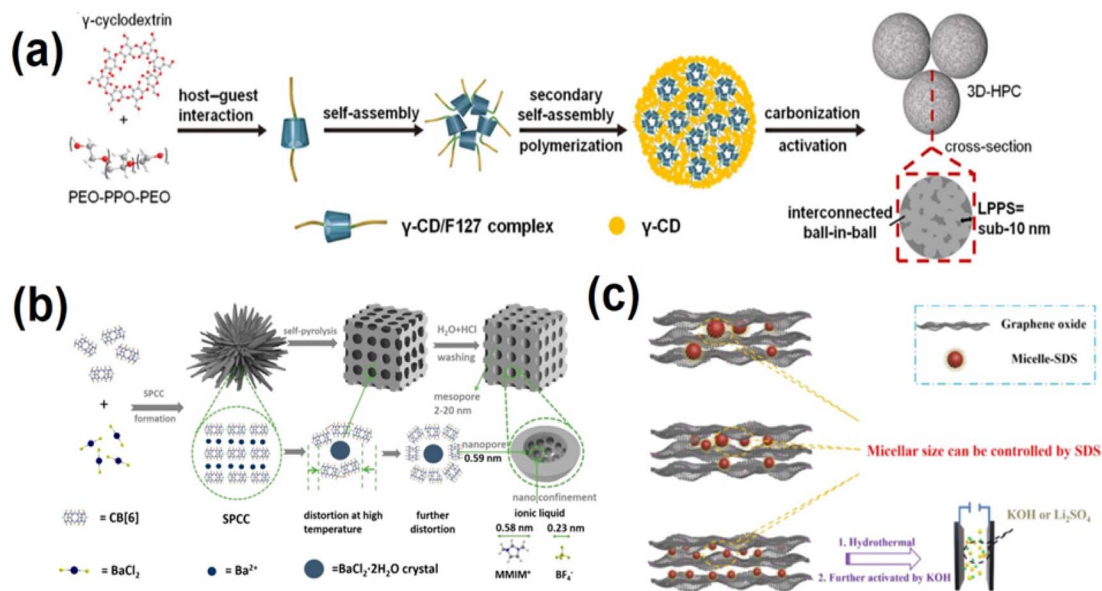 (a)
γ-cyclodextrin
+
PEO-PPO-PEO
host–guest
interaction
self-assembly
secondary
self-assembly
polymerization
carbonization
activation
3D-HPC
cross-section
interconnected
ball-in-ball
LPPS=
sub-10 nm
γ-CD/F127 complex
γ-CD
(b)
+
= CB[6]
= BaCl₂
SPCC
formation
SPCC
= Ba²⁺
self-pyrolysis
distortion at high
temperature
=BaCl₂·2H₂O crystal
further
distortion
H₂O+HCl
washing
mesopore
2-20 nm
nanopore
0.59 nm
nano confinement
ionic liquid
0.58 nm
0.23 nm
MMIM⁺
BF₄⁻
(c)
Graphene oxide
Micelle-SDS
Micellar size can be controlled by SDS
1. Hydrothermal
2. Further activated by KOH
KOH or Li₂SO₄